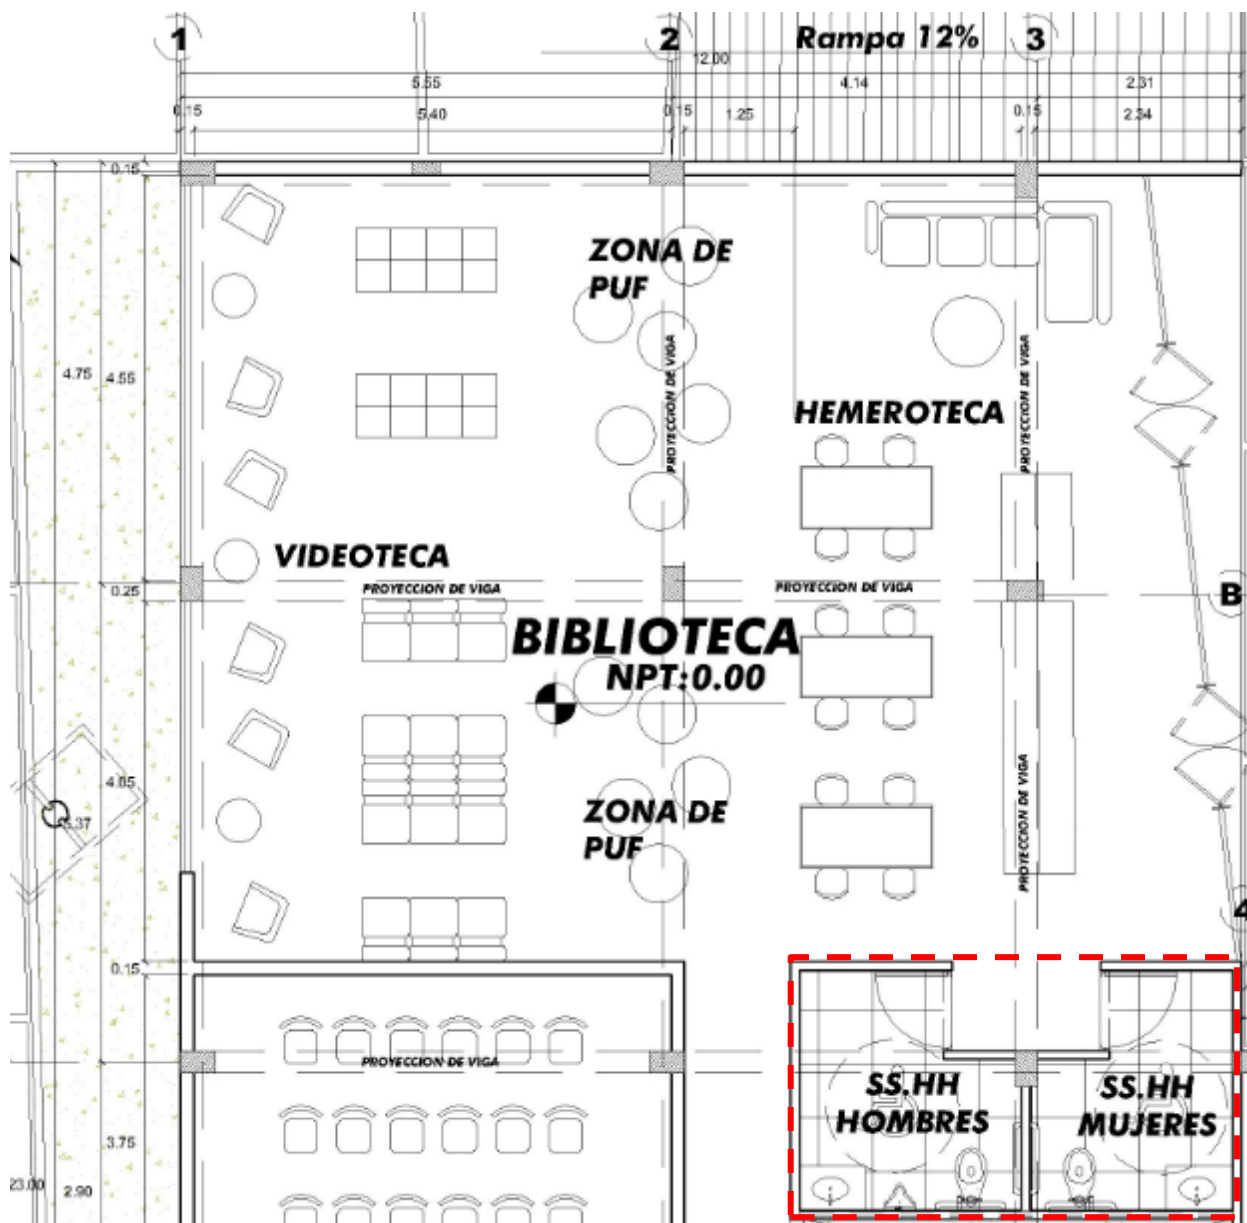 1
2
Rampa 12%
3
12.00
5.55
4.14
2.31
0.15
5.40
0.15
1.25
0.15
2.34
0.15
ZONA DE
PUF
4.75
4.55
PROYECCION DE VIGA
PROYECCION DE VIGA
HEMEROTECA
VIDEOTECA
0.25
PROYECCION DE VIGA
PROYECCION DE VIGA
B
BIBLIOTECA
NPT:0.00
ZONA DE
PUF
PROYECCION DE VIGA
4
0.15
PROYECCION DE VIGA
SS.HH
HOMBRES
SS.HH
MUJERES
3.75
23.00
2.90